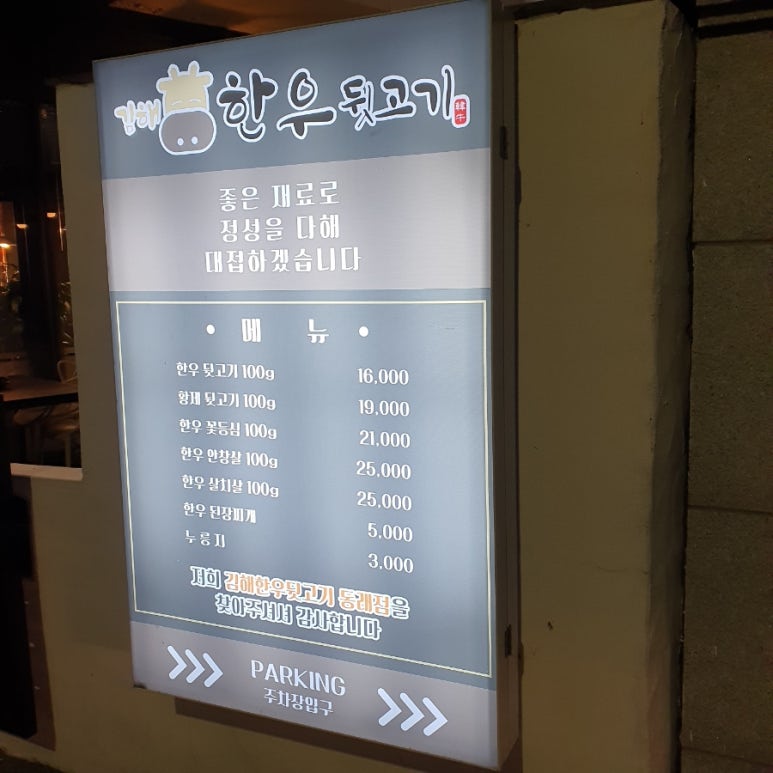 김해 한우 뒷고기 韓牛
좋은 재료로
정성을 다해
대접하겠습니다
• 메 뉴 •
한우 뒷고기 100g 16,000
황제 뒷고기 100g 19,000
한우 꽃등심 100g 21,000
한우 안창살 100g 25,000
한우 살치살 100g 25,000
한우 된장찌개 5,000
누룽지 3,000
저희 김해한우뒷고기 동래점을
찾아주셔서 감사합니다
>>> PARKING >>>
주차장입구